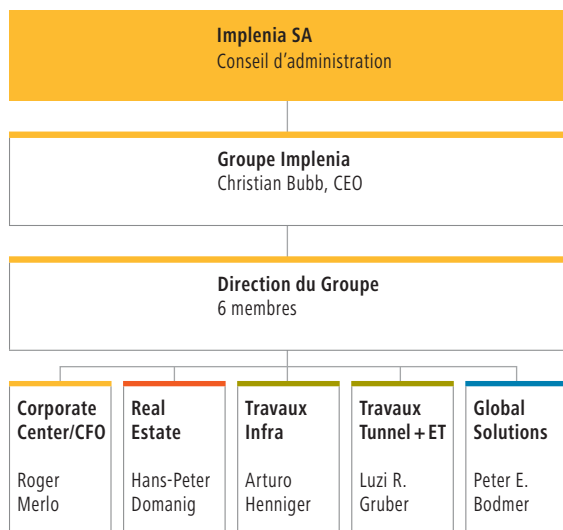 Implenia SA
Conseil d’administration
Groupe Implenia
Christian Bubb, CEO
Direction du Groupe
6 membres
Corporate
Center/CFO
Roger
Merlo
Real
Estate
Hans-Peter
Domanig
Travaux
Infra
Arturo
Henniger
Travaux
Tunnel + ET
Luzi R.
Gruber
Global
Solutions
Peter E.
Bodmer